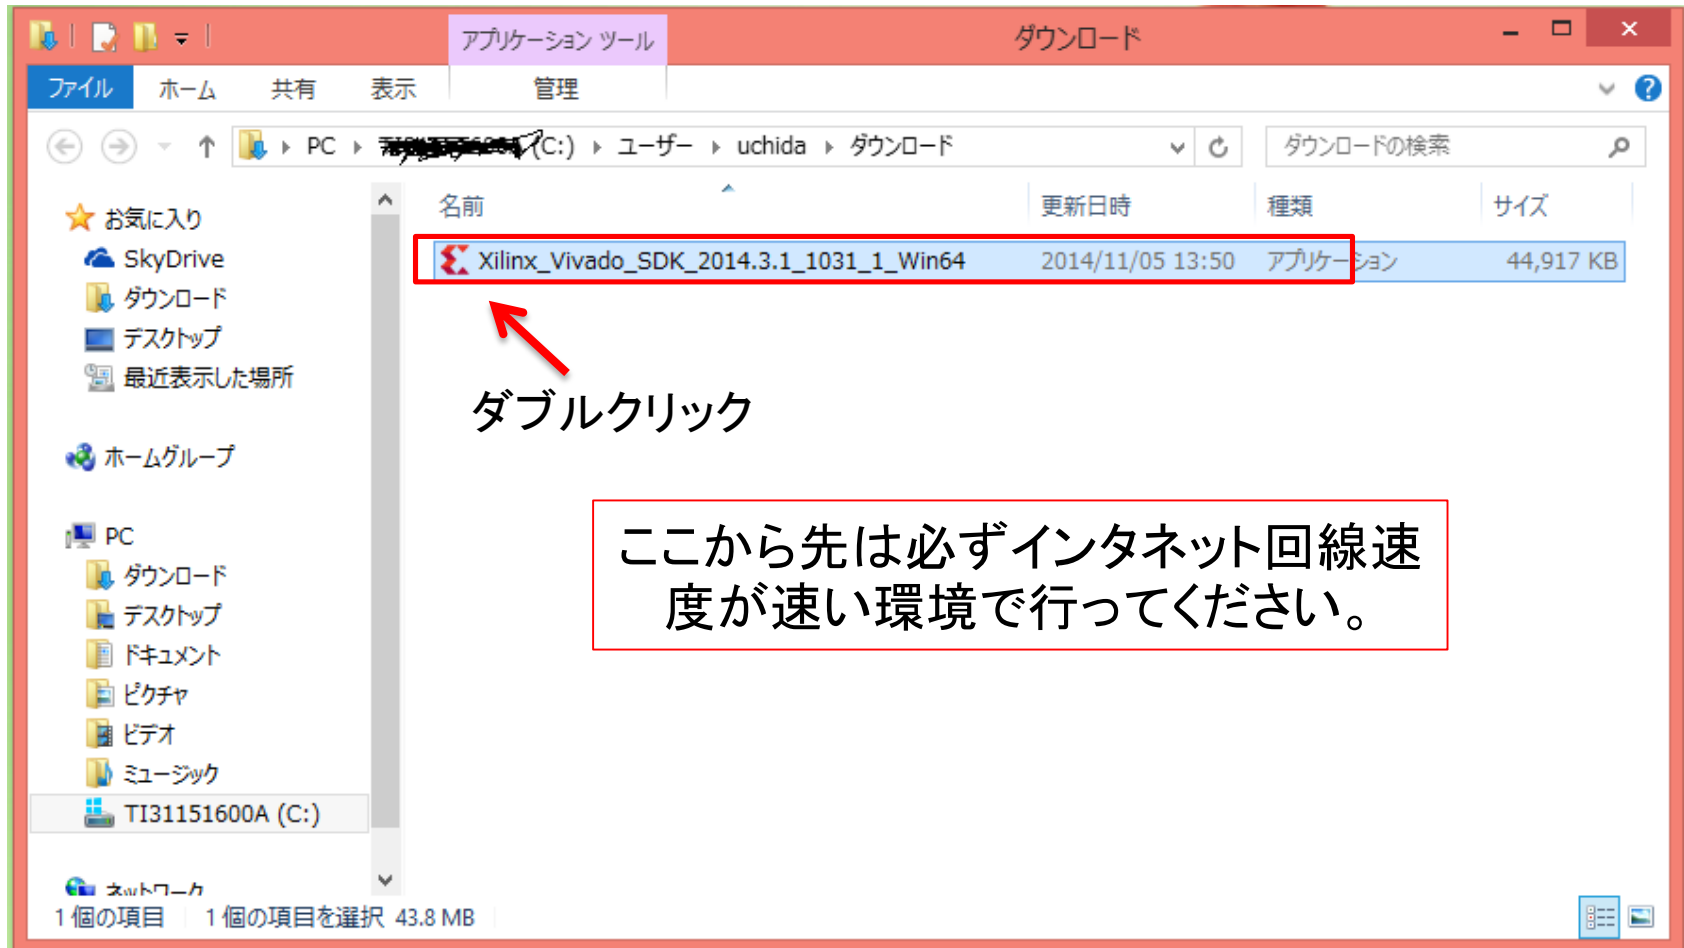 アプリケーション ツール
ダウンロード
ファイル ホーム 共有 表示 管理
PC (C:) ユーザー uchida ダウンロード ダウンロードの検索
名前 更新日時 種類 サイズ
Xilinx_Vivado_SDK_2014.3.1_1031_1_Win64 2014/11/05 13:50 アプリケーション 44,917 KB
お気に入り
SkyDrive
ダウンロード
デスクトップ
最近表示した場所
ホームグループ
PC
ダウンロード
デスクトップ
ドキュメント
ピクチャ
ビデオ
ミュージック
TI31151600A (C:)
ネットワーク
ダブルクリック
ここから先は必ずインタネット回線速
度が速い環境で行ってください。
1 個の項目 1 個の項目を選択 43.8 MB